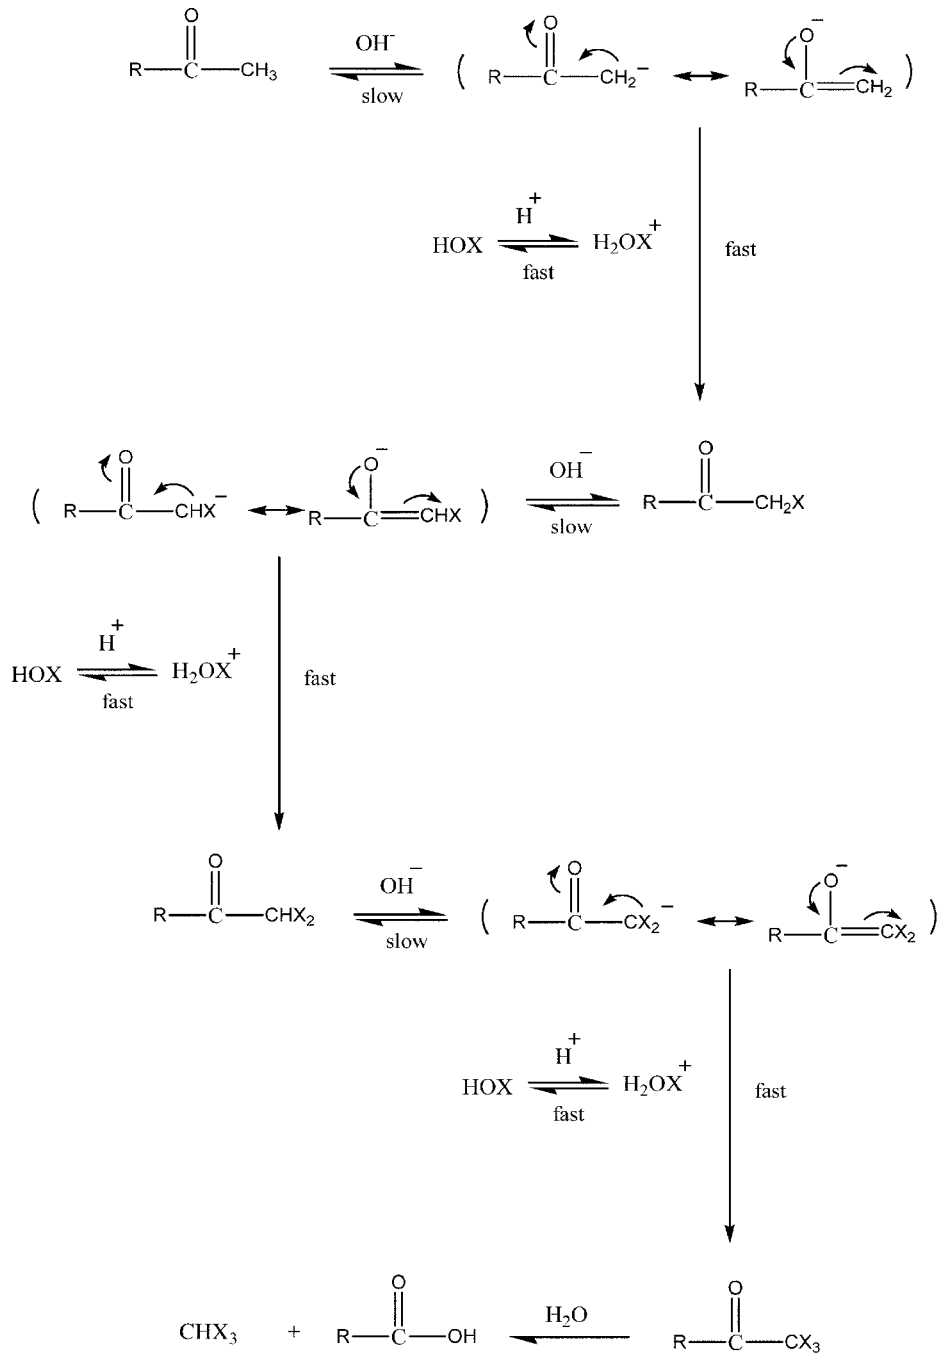 O
R C CH₃
OH⁻
slow
( R C O CH₂⁻ R C O⁻ CH₂ )
HOX H⁺ fast H₂OX⁺ fast
( R C O CHX⁻ R C O⁻ CHX )
OH⁻
slow
O
R C CH₂X
HOX H⁺ fast H₂OX⁺ fast
O
R C CHX₂
OH⁻
slow
( R C O CX₂⁻ R C O⁻ CX₂ )
HOX H⁺ fast H₂OX⁺ fast
CHX₃ + R C O OH H₂O R C O CX₃